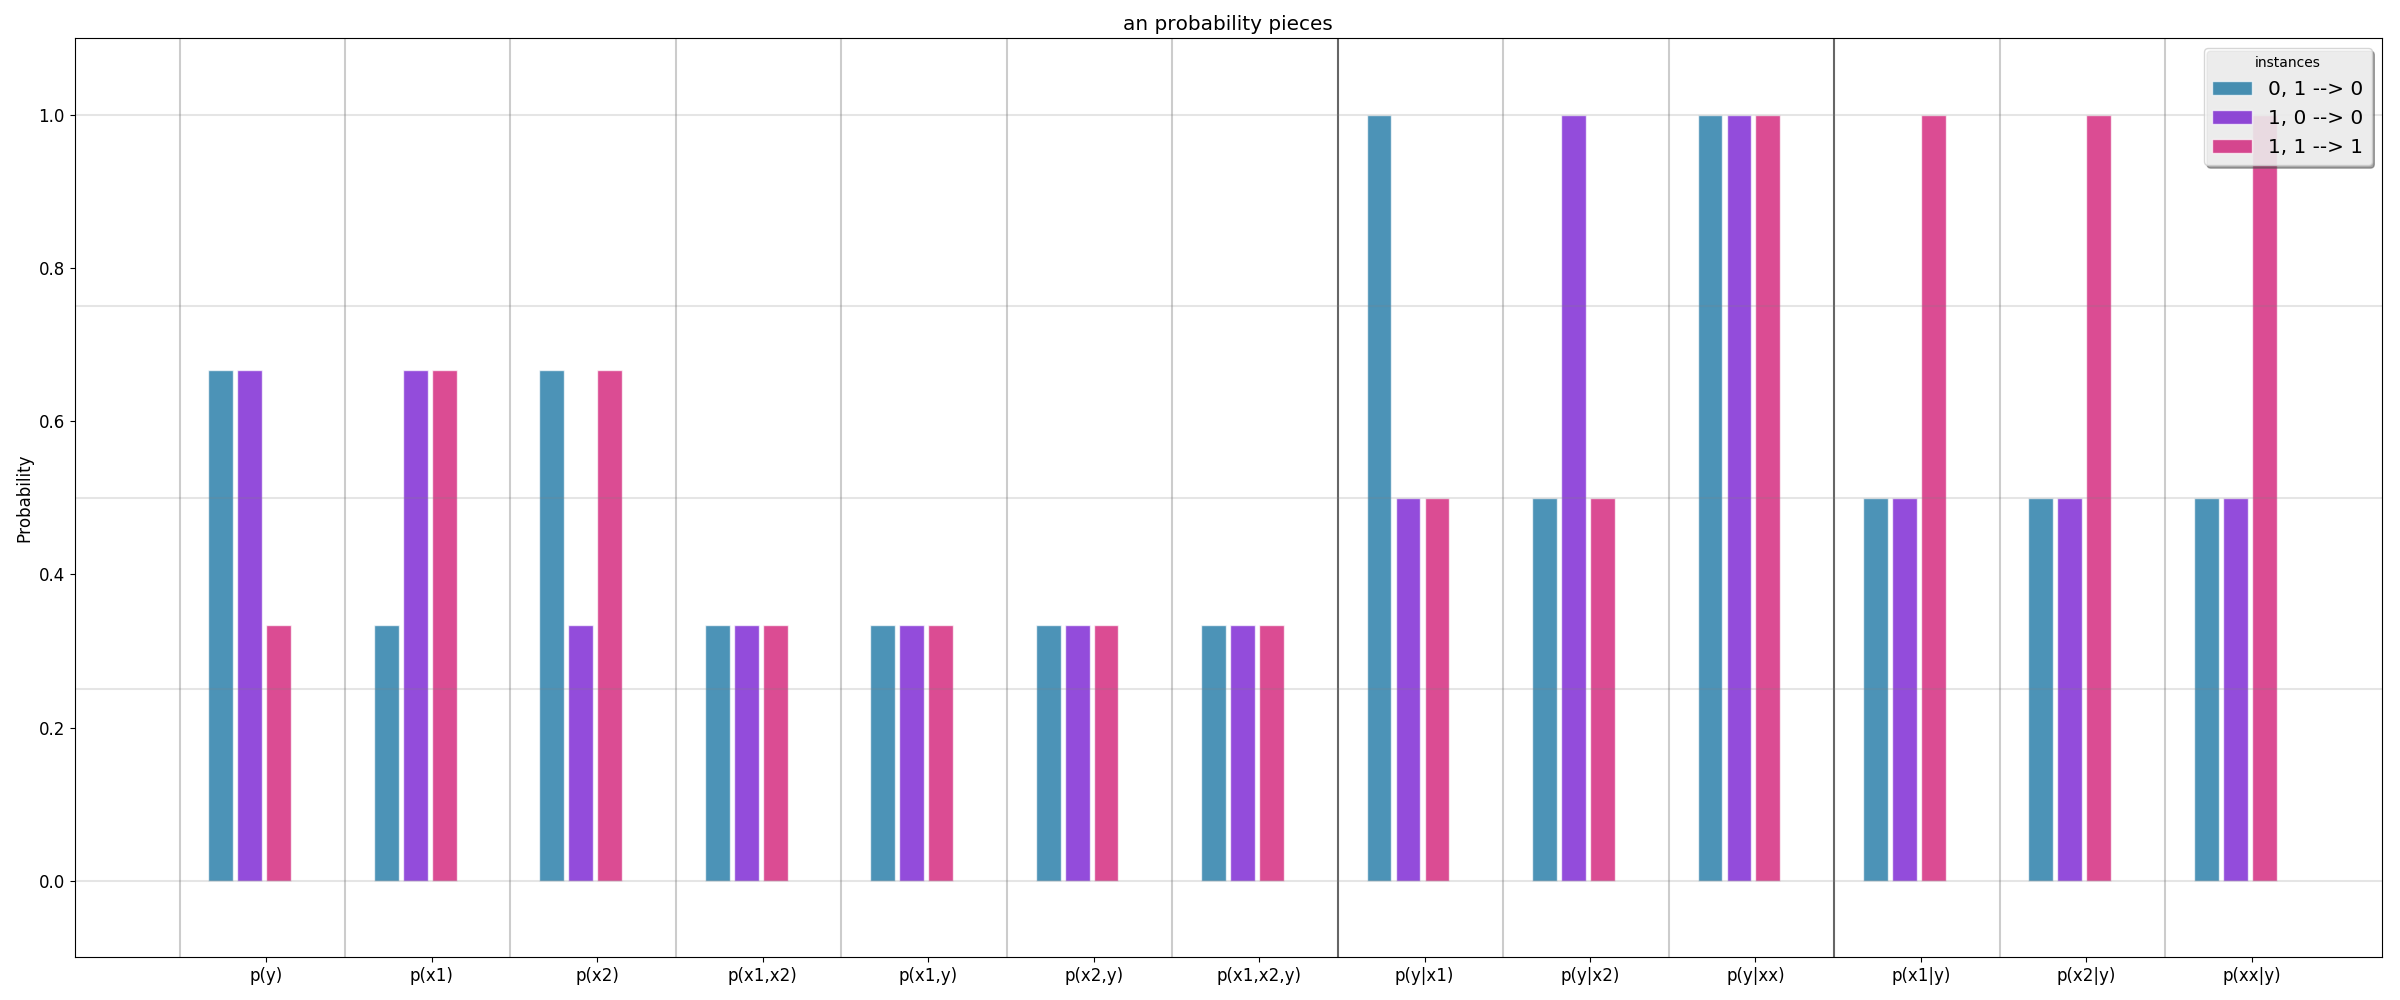 an probability pieces
instances
0, 1 --> 0
1, 0 --> 0
1, 1 --> 1
Probability
1.0
0.8
0.6
0.4
0.2
0.0
p(y) p(x1) p(x2) p(x1,x2) p(x1,y) p(x2,y) p(x1,x2,y) p(y|x1) p(y|x2) p(y|xx) p(x1|y) p(x2|y) p(xx|y)